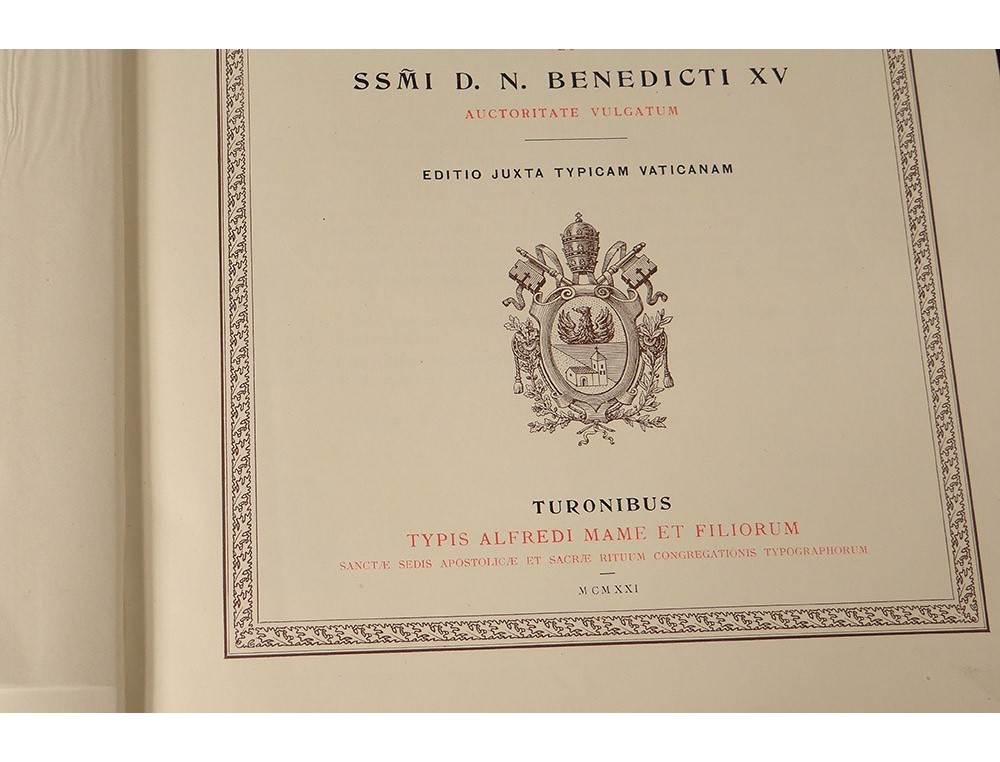 SSM̃I D. N. BENEDICTI XV
AUCTORITATE VULGATUM
EDITIO JUXTA TYPICAM VATICANAM
TURONIBUS
TYPIS ALFREDI MAME ET FILIORUM
SANCTÆ SEDIS APOSTOLICÆ ET SACRÆ RITUUM CONGREGATIONIS TYPOGRAPHORUM
MCMXXI